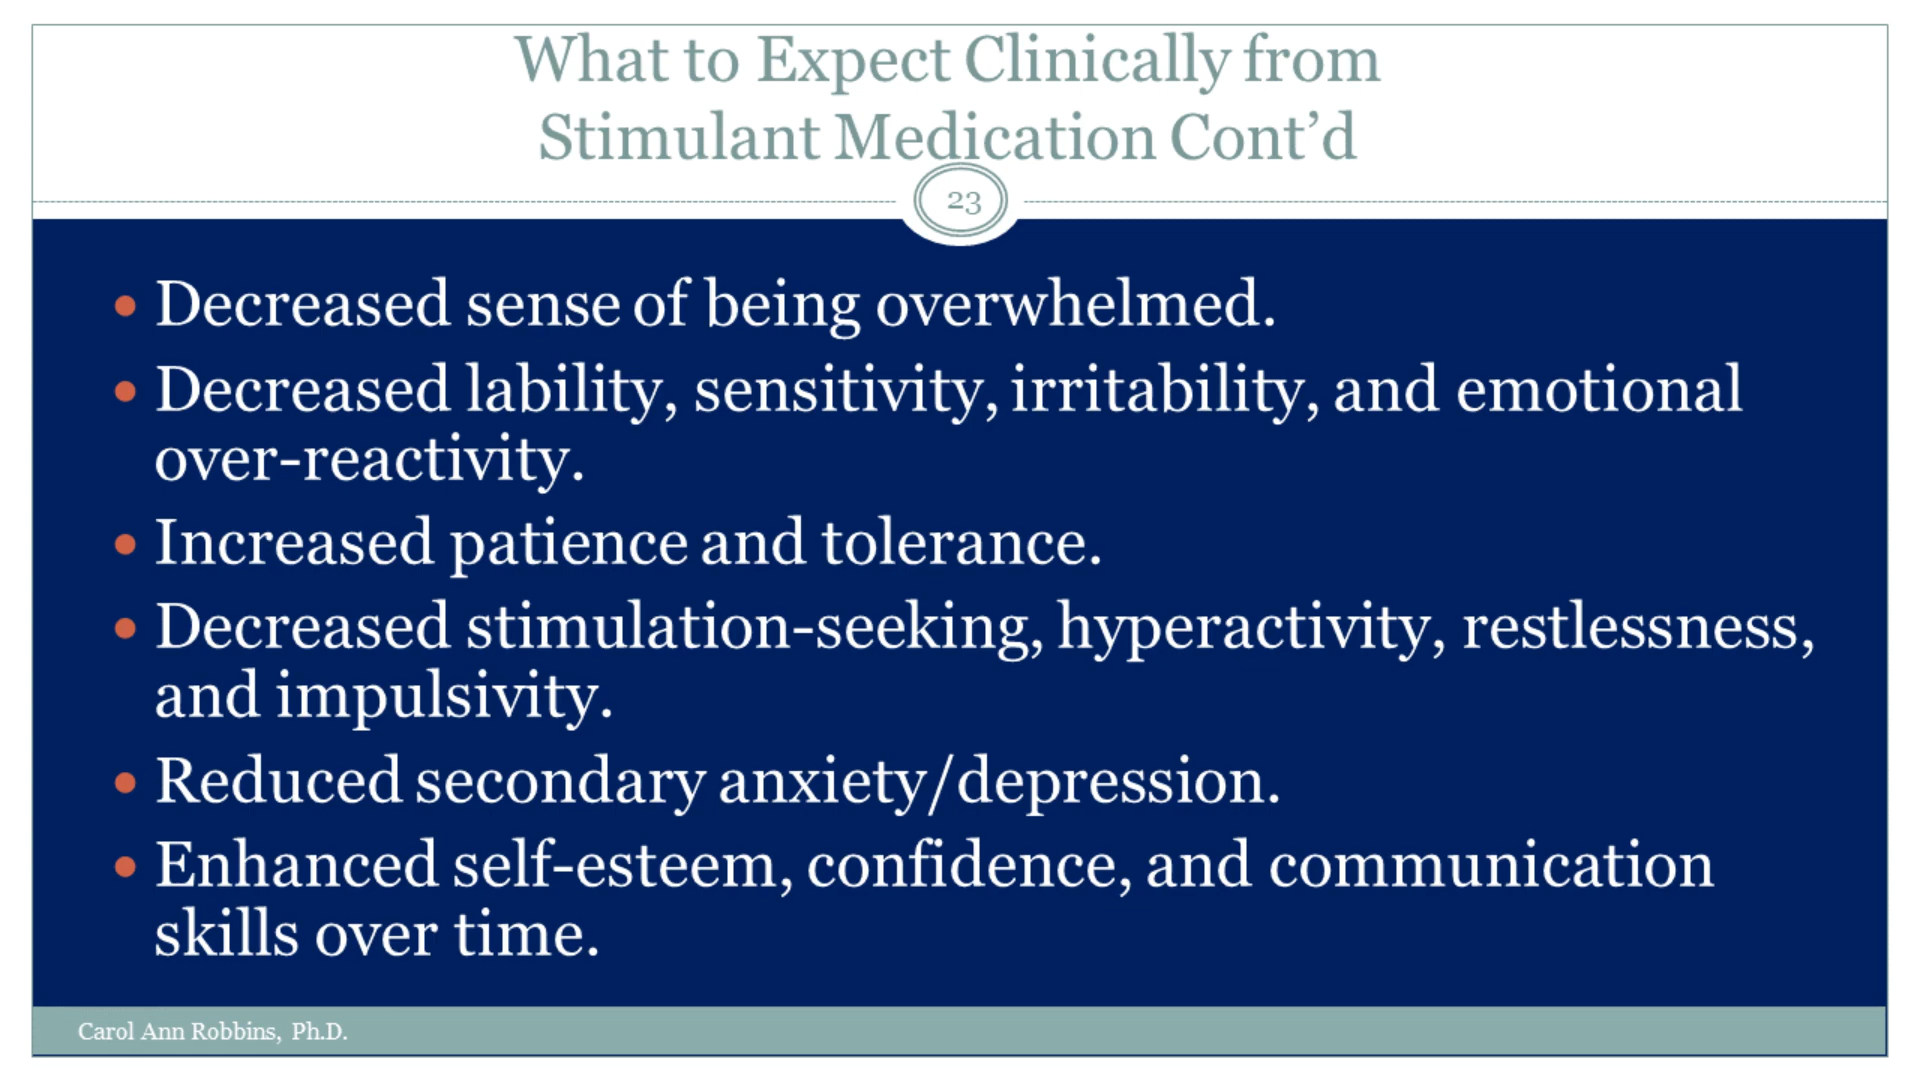 What to Expect Clinically from
Stimulant Medication Cont’d
23
• Decreased sense of being overwhelmed.
• Decreased lability, sensitivity, irritability, and emotional
over-reactivity.
• Increased patience and tolerance.
• Decreased stimulation-seeking, hyperactivity, restlessness,
and impulsivity.
• Reduced secondary anxiety/depression.
• Enhanced self-esteem, confidence, and communication
skills over time.
Carol Ann Robbins, Ph.D.